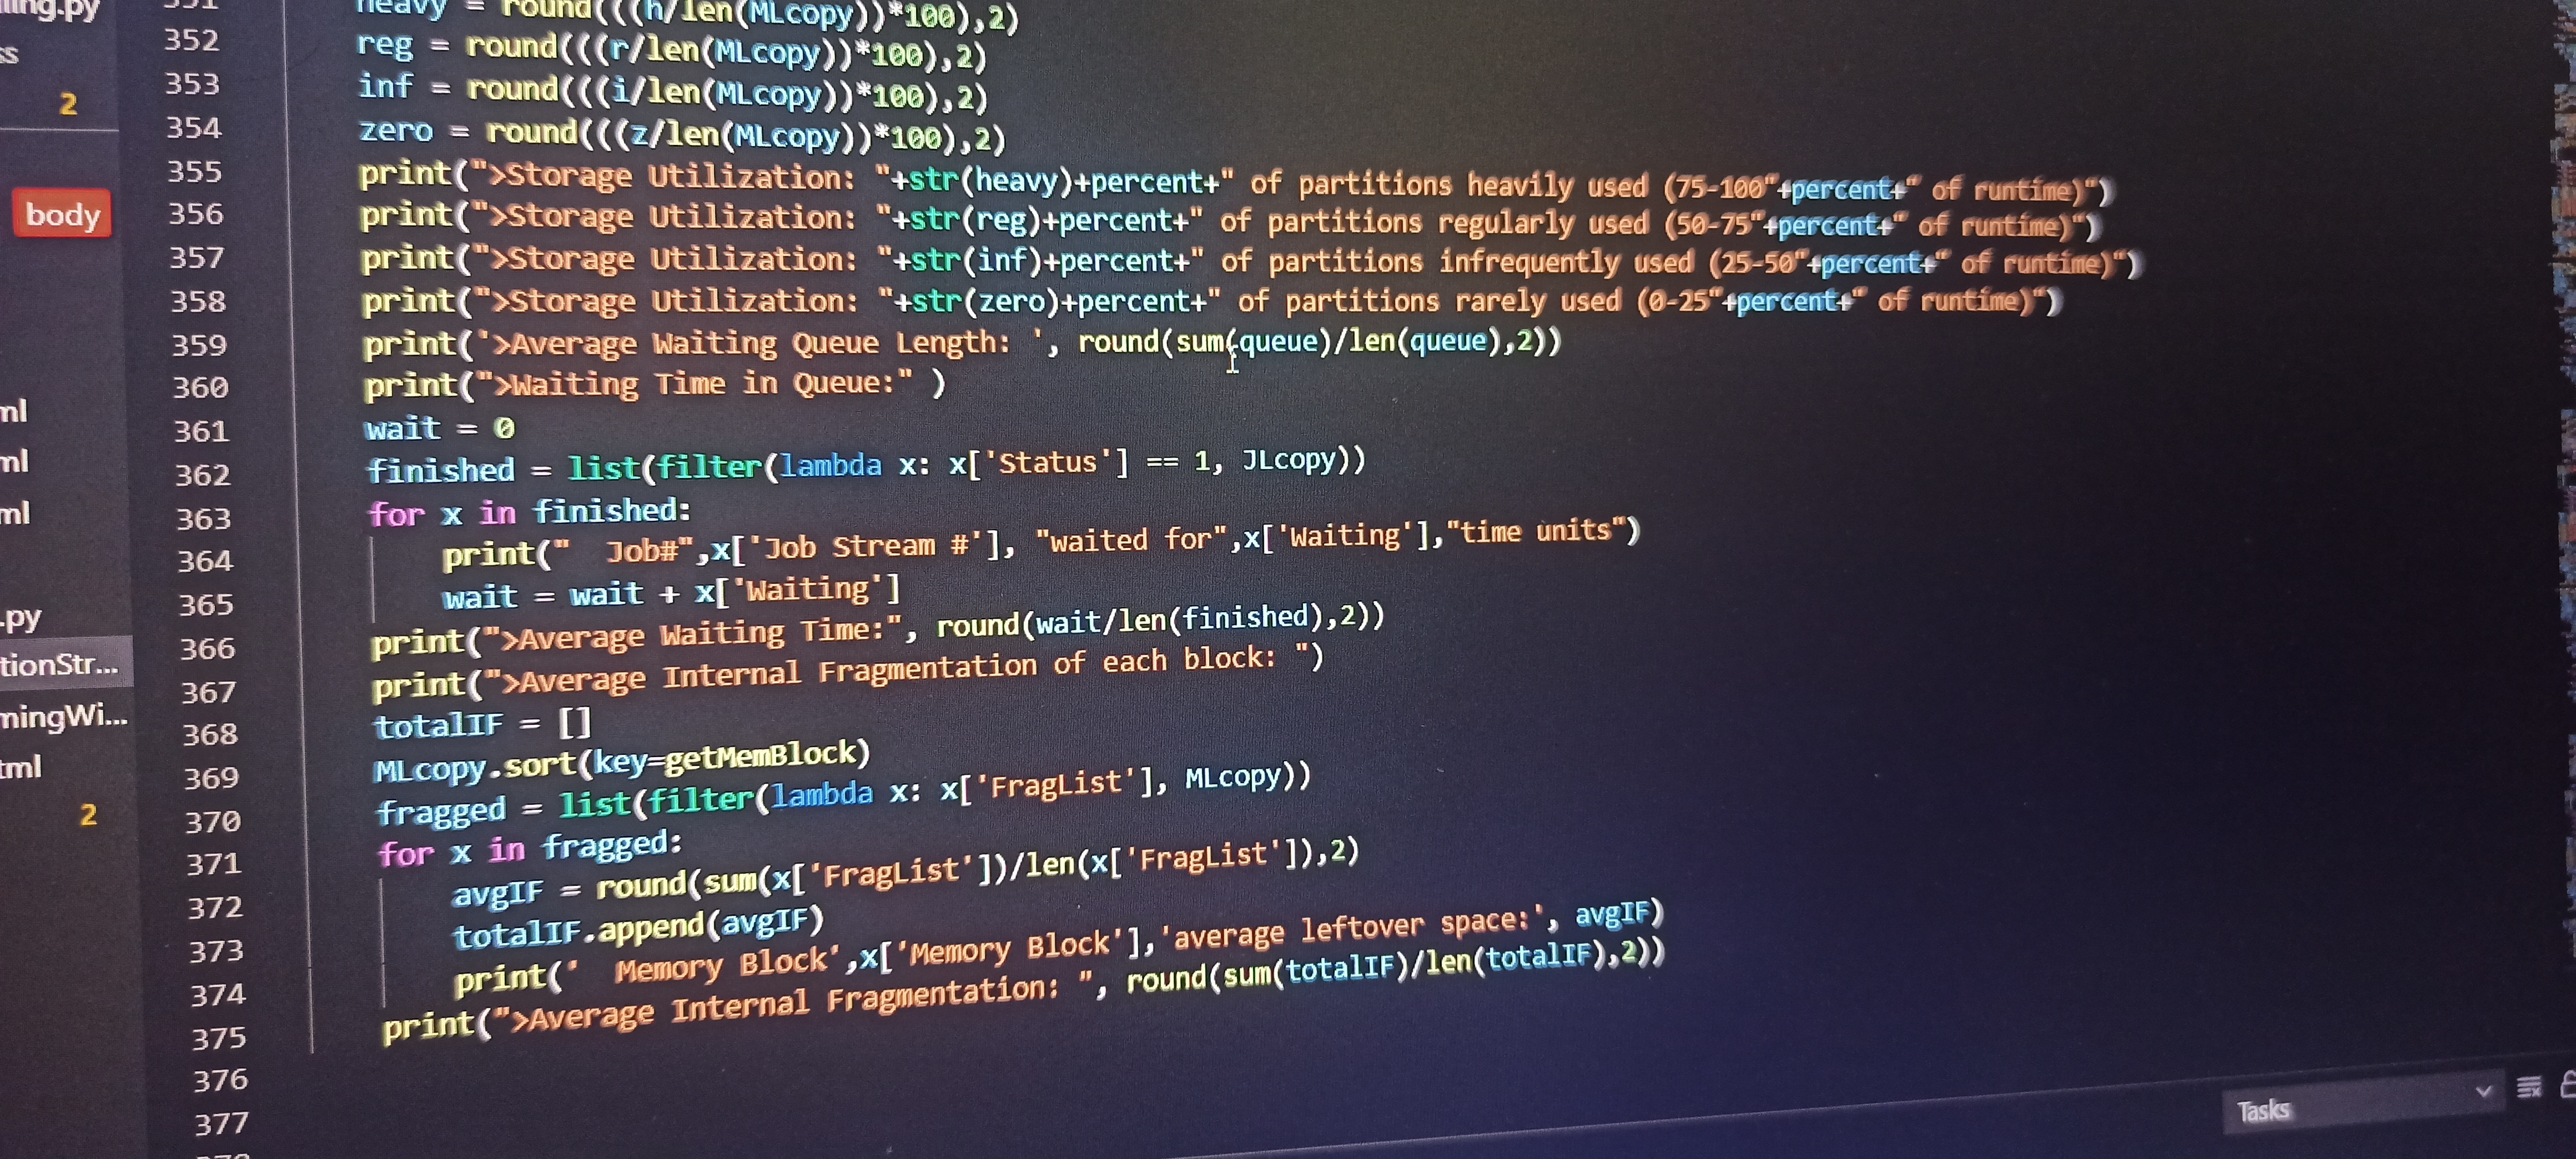 ling.py
ss
2
body
ml
ml
ml
.py
tionStr...
mingWi...
tml
2
351 heavy = round(((h/len(MLcopy))*100),2)
352 reg = round(((r/len(MLcopy))*100),2)
353 inf = round(((i/len(MLcopy))*100),2)
354 zero = round(((z/len(MLcopy))*100),2)
355 print(">Storage Utilization: "+str(heavy)+percent+" of partitions heavily used (75-100"+percent+" of runtime)")
356 print(">Storage Utilization: "+str(reg)+percent+" of partitions regularly used (50-75"+percent+" of runtime)")
357 print(">Storage Utilization: "+str(inf)+percent+" of partitions infrequently used (25-50"+percent+" of runtime)")
358 print(">Storage Utilization: "+str(zero)+percent+" of partitions rarely used (0-25"+percent+" of runtime)")
359 print('>Average Waiting Queue Length: ', round(sum(queue)/len(queue),2))
360 print(">Waiting Time in Queue:" )
361 wait = 0
362 finished = list(filter(lambda x: x['Status'] == 1, JLcopy))
363 for x in finished:
364     print("  Job#",x['Job Stream #'], "waited for",x['Waiting'],"time units")
365     wait = wait + x['Waiting']
366 print(">Average Waiting Time:", round(wait/len(finished),2))
367 print(">Average Internal Fragmentation of each block: ")
368 totalIF = []
369 MLcopy.sort(key=getMemBlock)
370 fragged = list(filter(lambda x: x['FragList'], MLcopy))
371 for x in fragged:
372     avgIF = round(sum(x['FragList'])/len(x['FragList']),2)
373     totalIF.append(avgIF)
374     print('  Memory Block',x['Memory Block'],'average leftover space:', avgIF)
375 print(">Average Internal Fragmentation: ", round(sum(totalIF)/len(totalIF),2))
376
377
Tasks